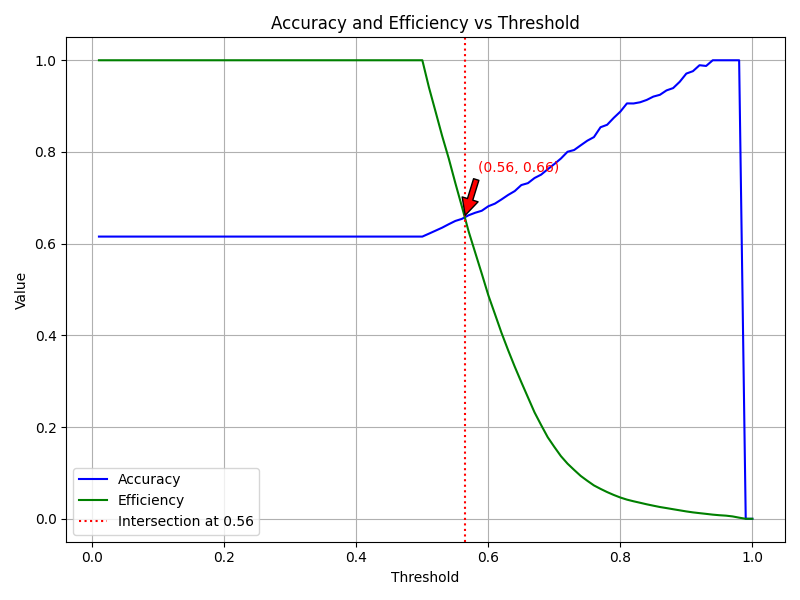 Accuracy and Efficiency vs Threshold
1.0
0.8
0.6
0.4
0.2
0.0
Value
(0.56, 0.66)
Accuracy
Efficiency
Intersection at 0.56
0.0 0.2 0.4 0.6 0.8 1.0
Threshold